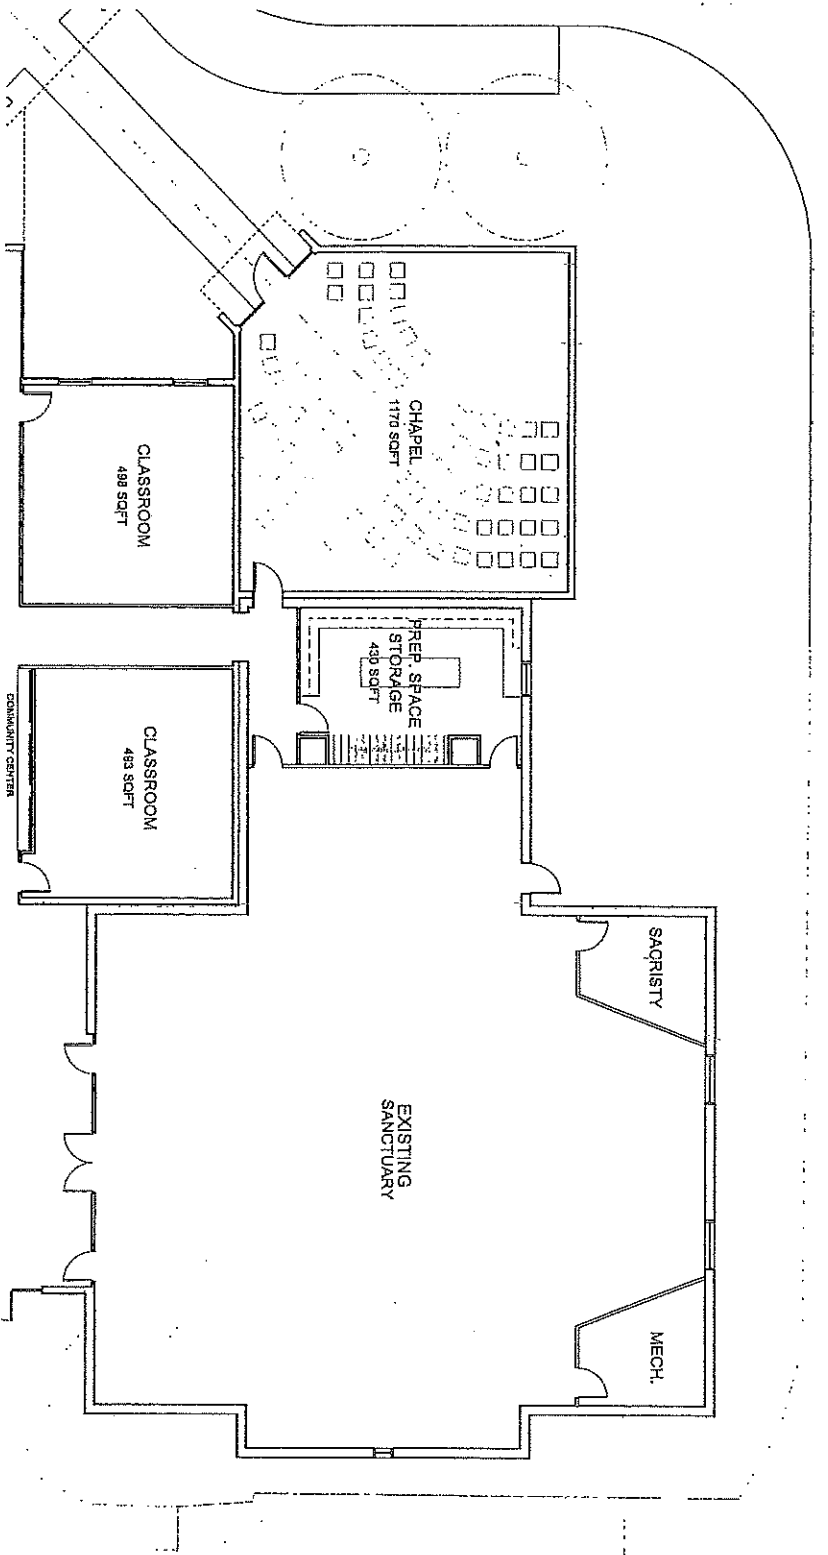 CHAPEL
1170 SQFT
CLASSROOM
498 SQFT
PREP. SPACE
STORAGE
430 SQFT
CLASSROOM
493 SQFT
COMMUNITY CENTER
SACRISTY
EXISTING
SANCTUARY
MECH.